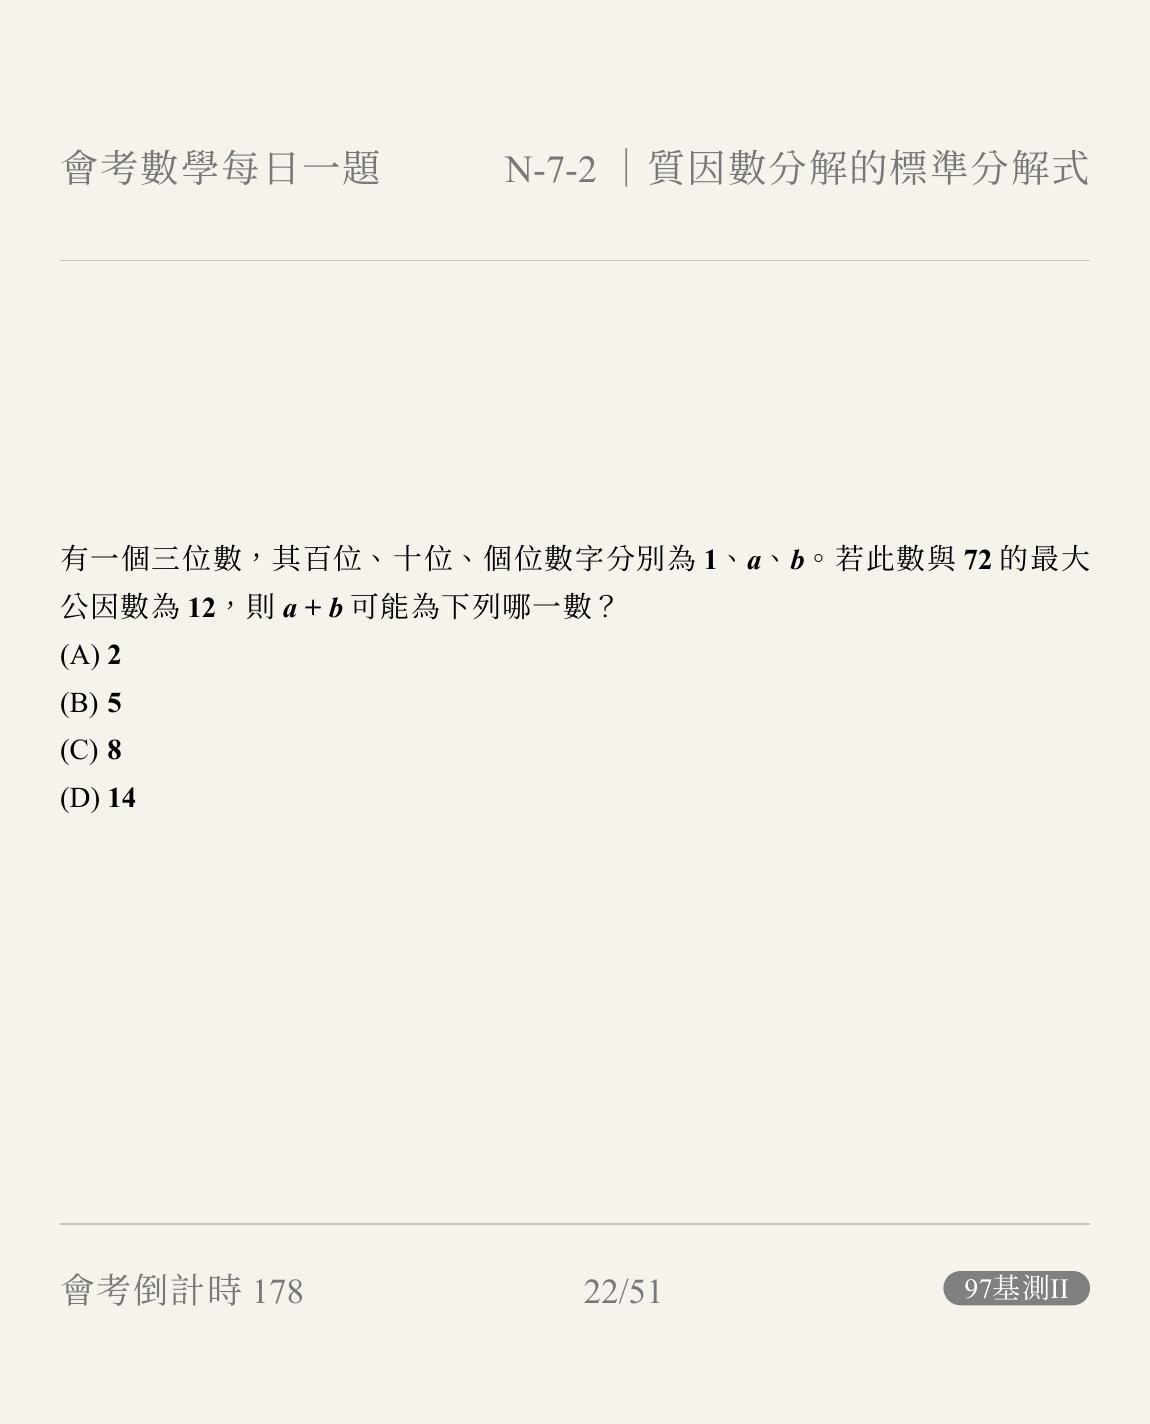 會考數學每日一題
N-7-2｜質因數分解的標準分解式
有一個三位數，其百位、十位、個位數字分別為 1、a、b。若此數與 72 的最大
公因數為 12，則 a + b 可能為下列哪一數？
(A) 2
(B) 5
(C) 8
(D) 14
會考倒計時 178
22/51
97基測II